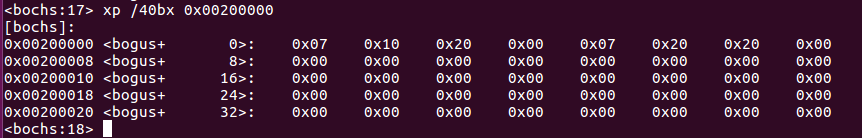 <bochs:17> xp /40bx 0x00200000
[bochs]:
0x00200000 <bogus+       0>:    0x07    0x10    0x20    0x00    0x07    0x20    0x20    0x00
0x00200008 <bogus+       8>:    0x00    0x00    0x00    0x00    0x00    0x00    0x00    0x00
0x00200010 <bogus+      16>:    0x00    0x00    0x00    0x00    0x00    0x00    0x00    0x00
0x00200018 <bogus+      24>:    0x00    0x00    0x00    0x00    0x00    0x00    0x00    0x00
0x00200020 <bogus+      32>:    0x00    0x00    0x00    0x00    0x00    0x00    0x00    0x00
<bochs:18>